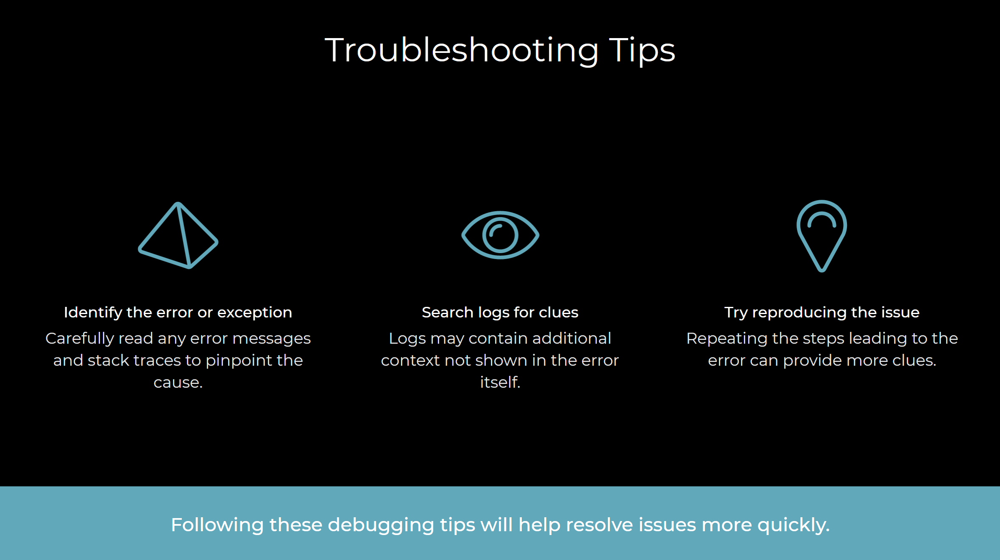 Troubleshooting Tips
Identify the error or exception
Carefully read any error messages
and stack traces to pinpoint the
cause.
Search logs for clues
Logs may contain additional
context not shown in the error
itself.
Try reproducing the issue
Repeating the steps leading to the
error can provide more clues.
Following these debugging tips will help resolve issues more quickly.